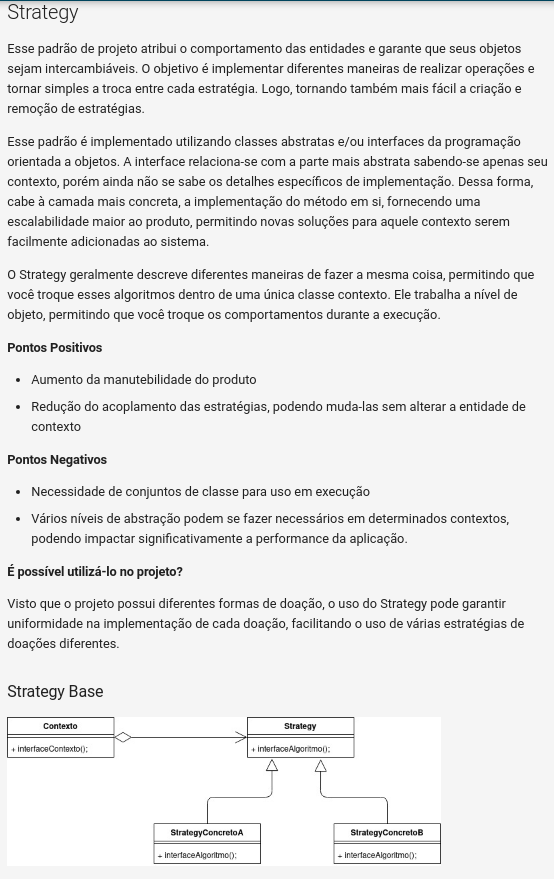 Strategy
Esse padrão de projeto atribui o comportamento das entidades e garante que seus objetos
sejam intercambiáveis. O objetivo é implementar diferentes maneiras de realizar operações e
tornar simples a troca entre cada estratégia. Logo, tornando também mais fácil a criação e
remoção de estratégias.
Esse padrão é implementado utilizando classes abstratas e/ou interfaces da programação
orientada a objetos. A interface relaciona-se com a parte mais abstrata sabendo-se apenas seu
contexto, porém ainda não se sabe os detalhes específicos de implementação. Dessa forma,
cabe à camada mais concreta, a implementação do método em si, fornecendo uma
escalabilidade maior ao produto, permitindo novas soluções para aquele contexto serem
facilmente adicionadas ao sistema.
O Strategy geralmente descreve diferentes maneiras de fazer a mesma coisa, permitindo que
você troque esses algoritmos dentro de uma única classe contexto. Ele trabalha a nível de
objeto, permitindo que você troque os comportamentos durante a execução.
Pontos Positivos
• Aumento da manutebilidade do produto
• Redução do acoplamento das estratégias, podendo muda-las sem alterar a entidade de
contexto
Pontos Negativos
• Necessidade de conjuntos de classe para uso em execução
• Vários níveis de abstração podem se fazer necessários em determinados contextos,
podendo impactar significativamente a performance da aplicação.
É possível utilizá-lo no projeto?
Visto que o projeto possui diferentes formas de doação, o uso do Strategy pode garantir
uniformidade na implementação de cada doação, facilitando o uso de várias estratégias de
doações diferentes.
Strategy Base
Contexto
+ interfaceContexto();
Strategy
+ interfaceAlgoritmo();
StrategyConcretoA
+ interfaceAlgoritmo();
StrategyConcretoB
+ interfaceAlgoritmo();